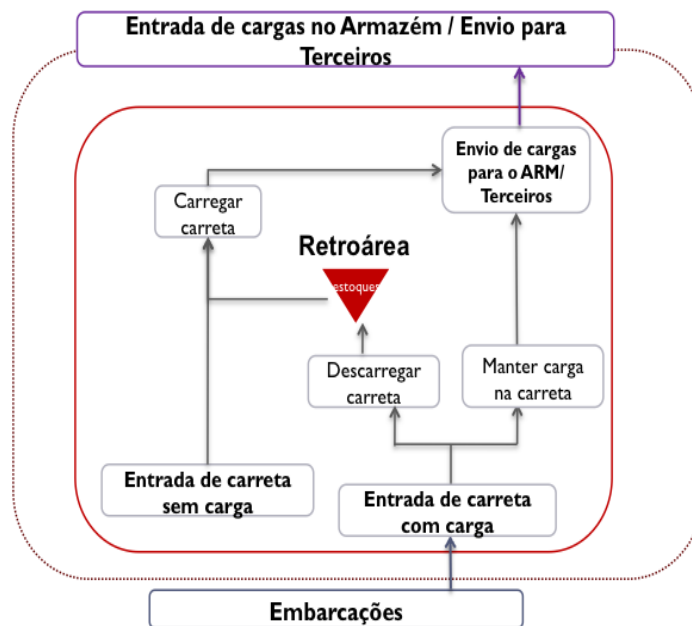 Entrada de cargas no Armazém / Envio para
Terceiros
Envio de cargas
para o ARM/
Terceiros
Carregar
carreta
Retroárea
estoques
Descarregar
carreta
Manter carga
na carreta
Entrada de carreta
sem carga
Entrada de carreta
com carga
Embarcações